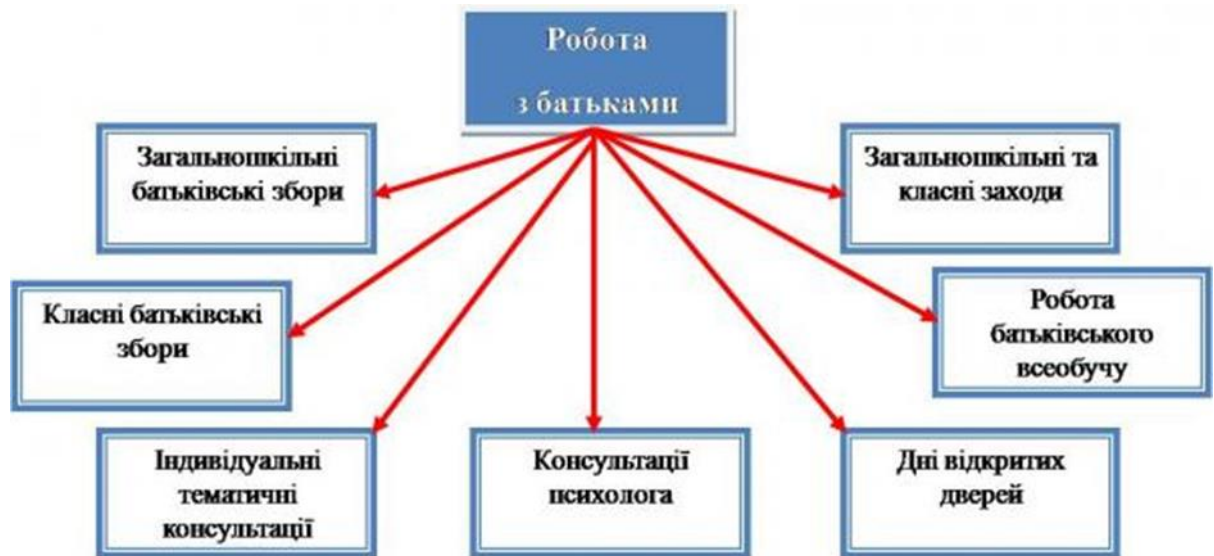 Робота
з батьками
Загальношкільні
батьківські збори
Загальношкільні та
класні заходи
Класні батьківські
збори
Робота
батьківського
всеобучу
Індивідуальні
тематичні
консультації
Консультації
психолога
Дні відкритих
дверей